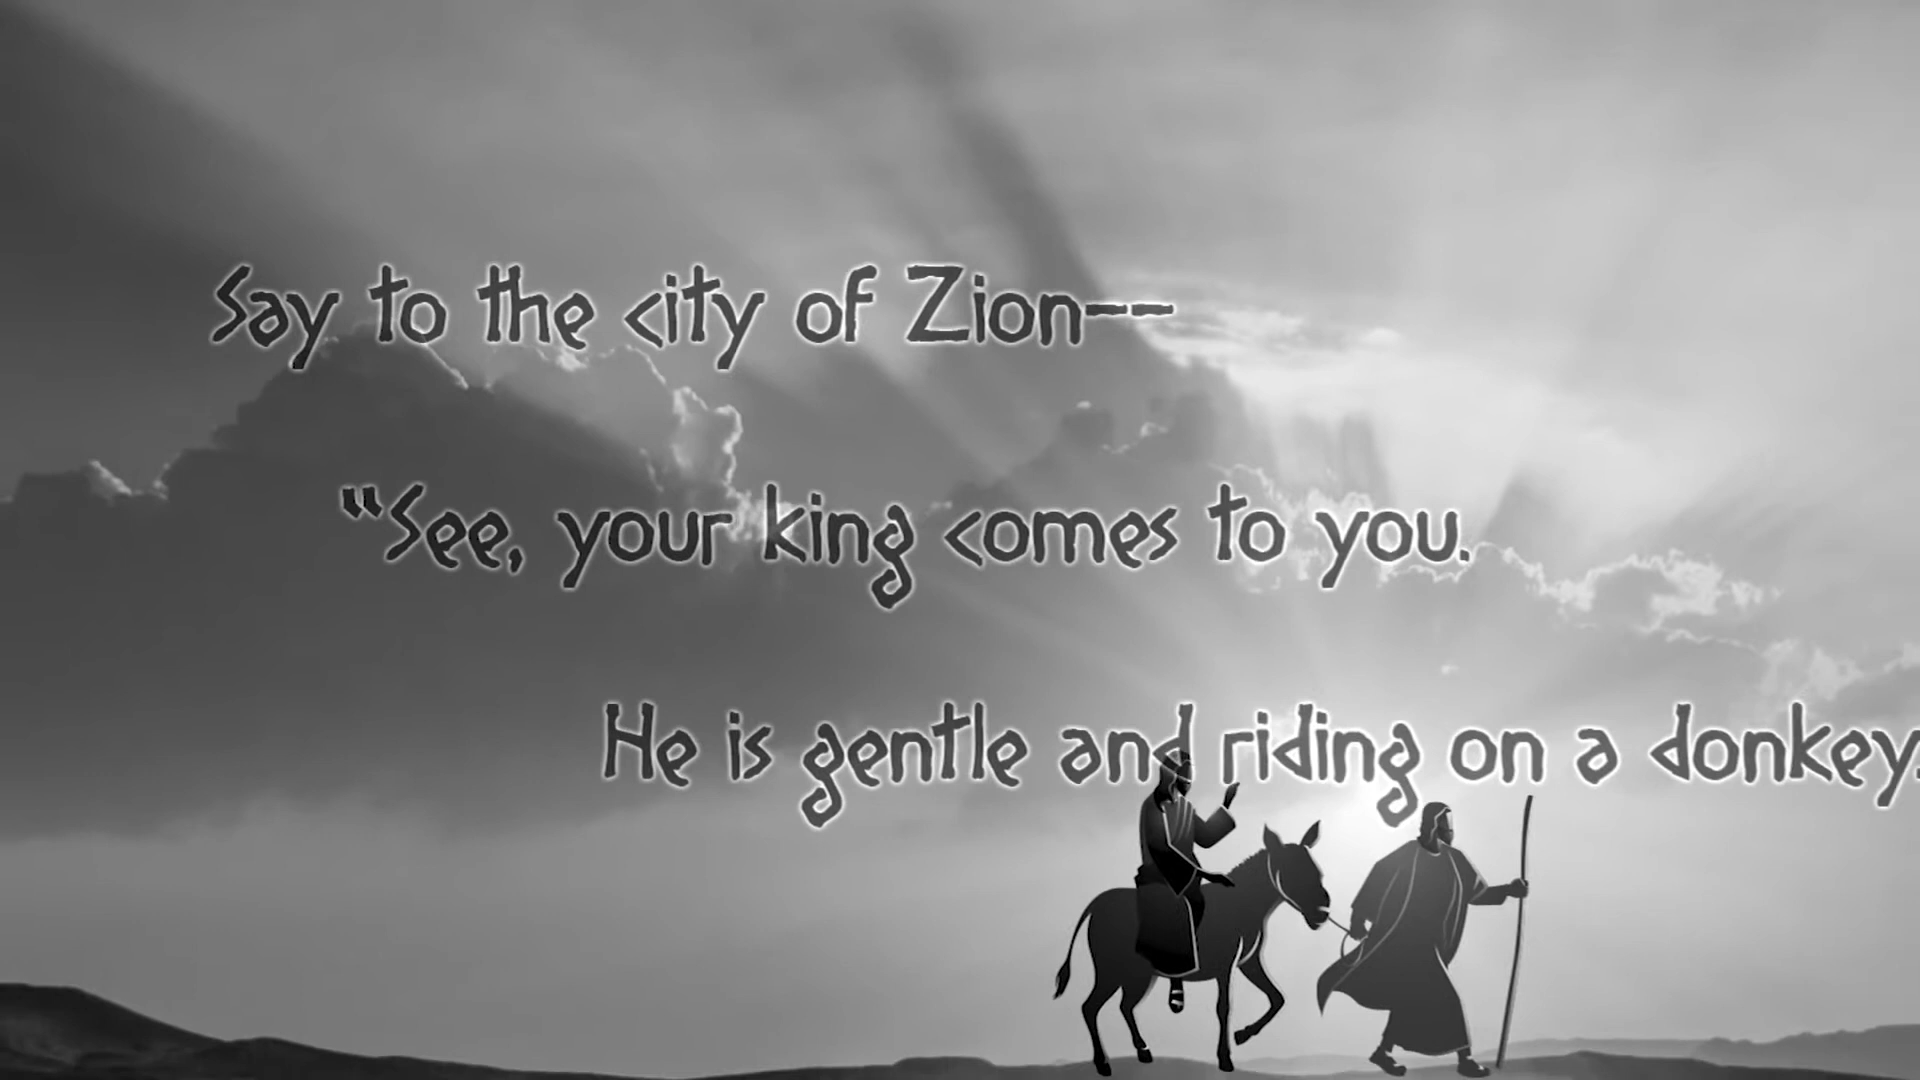 Say to the city of Zion--
“See, your king comes to you.
He is gentle and riding on a donkey.